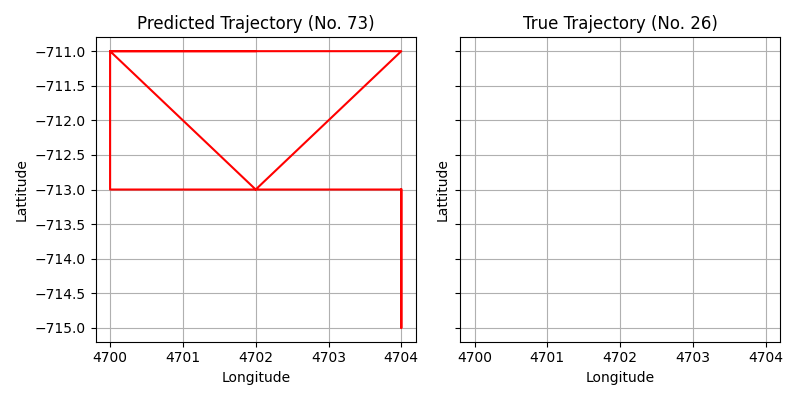 Predicted Trajectory (No. 73)
True Trajectory (No. 26)
−711.0
−711.5
−712.0
−712.5
−713.0
−713.5
−714.0
−714.5
−715.0
Lattitude
Lattitude
4700 4701 4702 4703 4704
4700 4701 4702 4703 4704
Longitude
Longitude